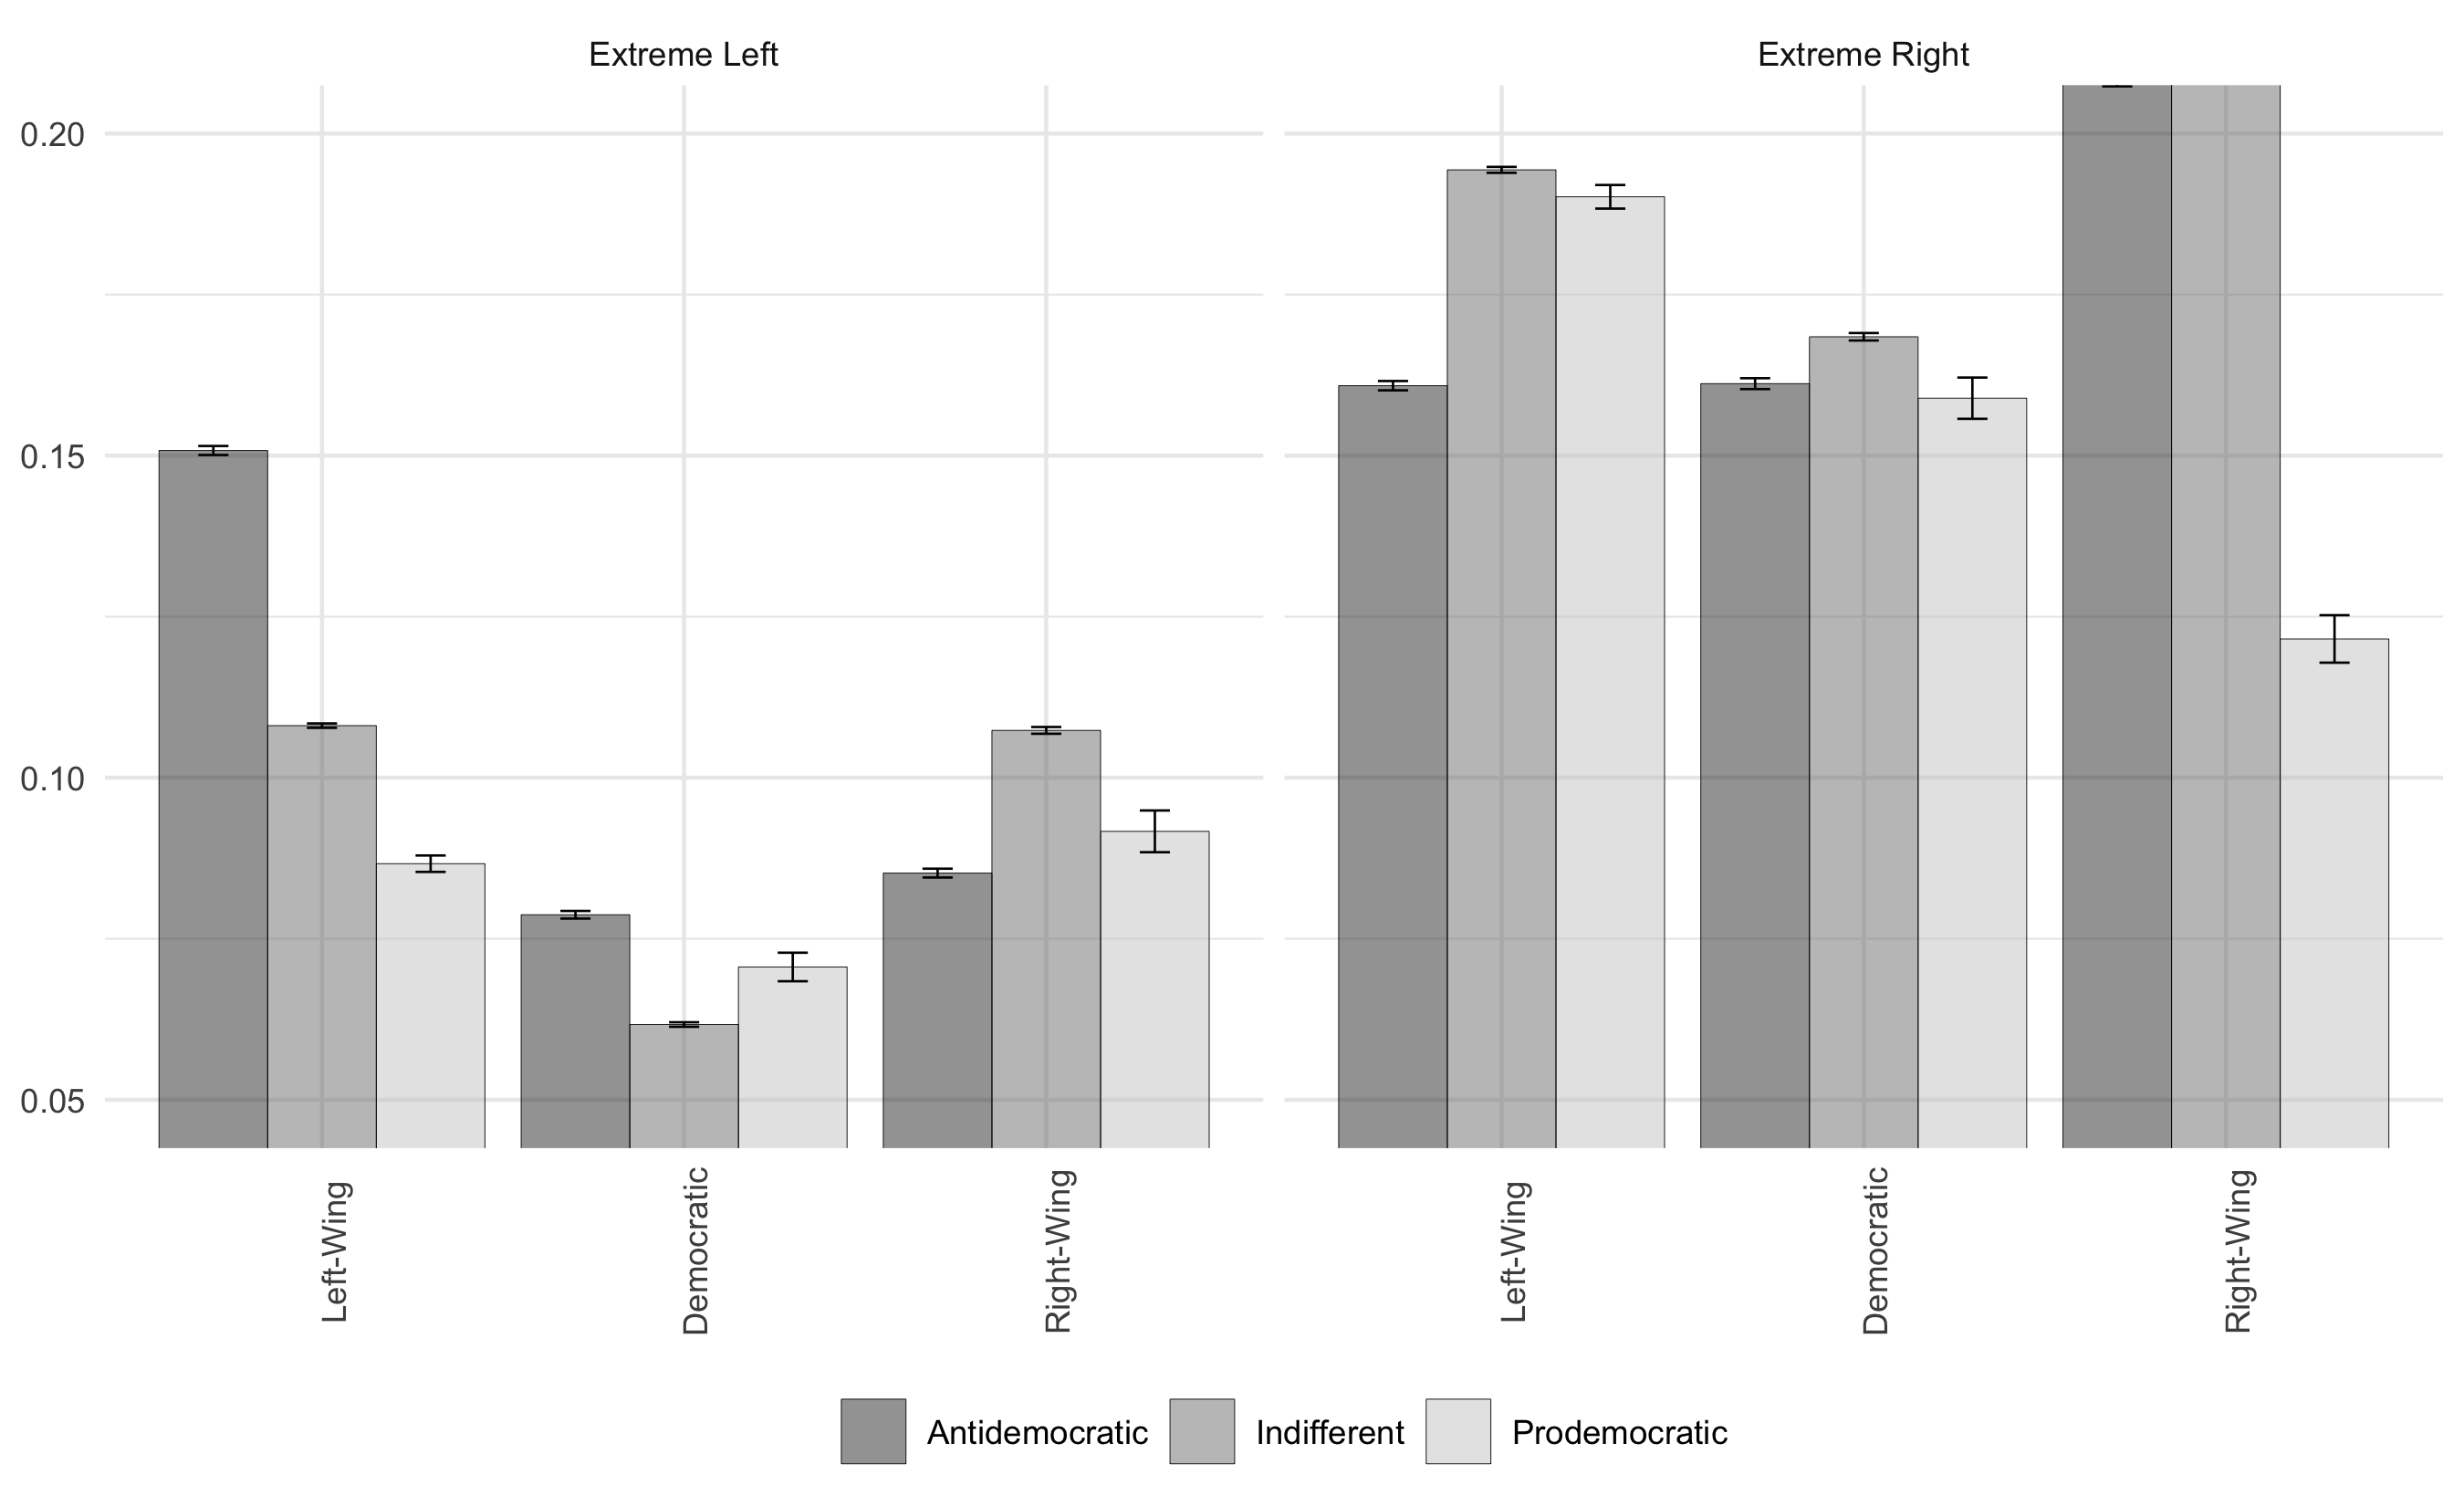 Extreme Left
Extreme Right
0.20
0.15
0.10
0.05
Left-Wing
Democratic
Right-Wing
Left-Wing
Democratic
Right-Wing
Antidemocratic
Indifferent
Prodemocratic